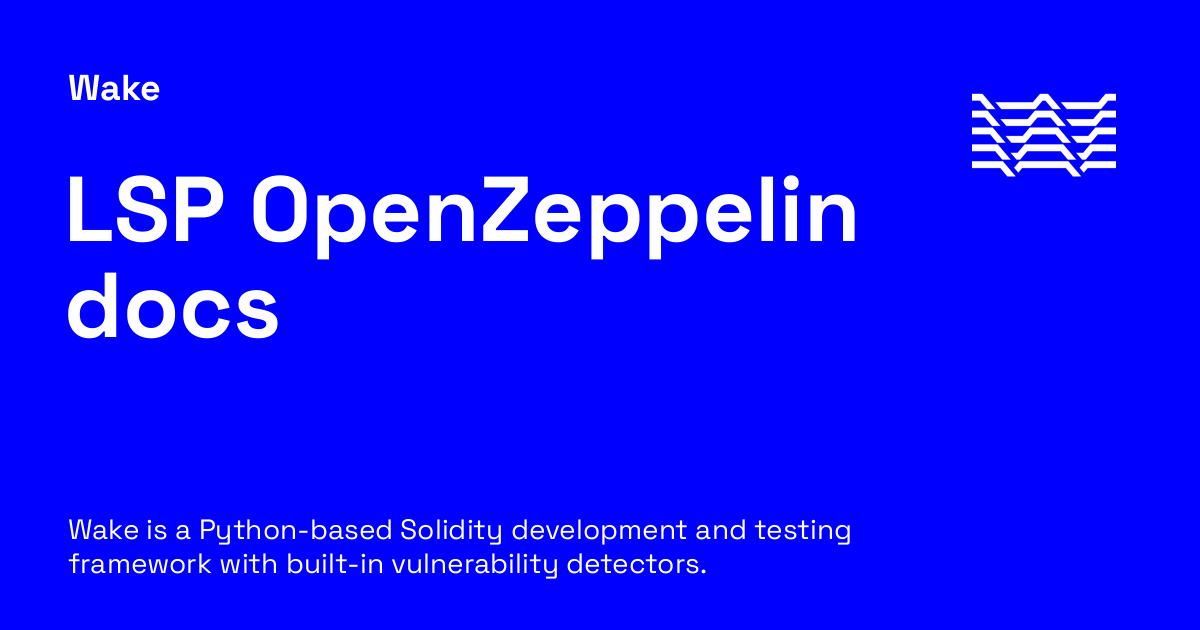 Wake
LSP OpenZeppelin
docs
Wake is a Python-based Solidity development and testing
framework with built-in vulnerability detectors.